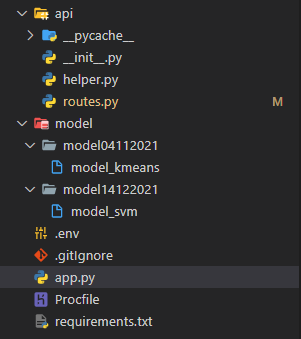 api
__pycache__
__init__.py
helper.py
routes.py M
model
model04112021
model_kmeans
model14122021
model_svm
.env
.gitIgnore
app.py
Procfile
requirements.txt